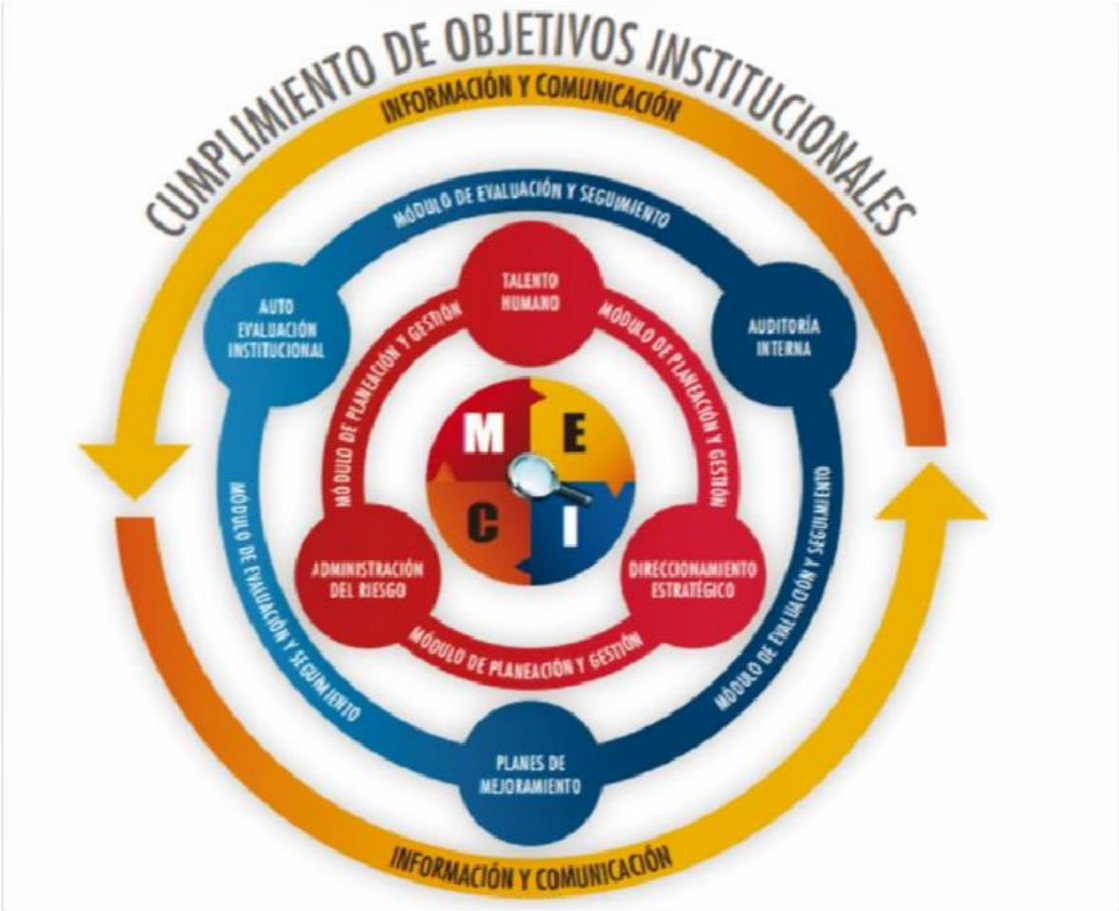 CUMPLIMIENTO DE OBJETIVOS INSTITUCIONALES
INFORMACIÓN Y COMUNICACIÓN
MÓDULO DE EVALUACIÓN Y SEGUIMIENTO
TALENTO
HUMANO
AUTO
EVALUACIÓN
INSTITUCIONAL
AUDITORÍA
INTERNA
MÓDULO DE PLANEACIÓN Y GESTIÓN
MÓDULO DE PLANEACIÓN Y GESTIÓN
M E
C I
ADMINISTRACIÓN
DEL RIESGO
DIRECCIONAMIENTO
ESTRATÉGICO
MÓDULO DE EVALUACIÓN Y SEGUIMIENTO
MÓDULO DE EVALUACIÓN Y SEGUIMIENTO
MÓDULO DE PLANEACIÓN Y GESTIÓN
PLANES DE
MEJORAMIENTO
INFORMACIÓN Y COMUNICACIÓN